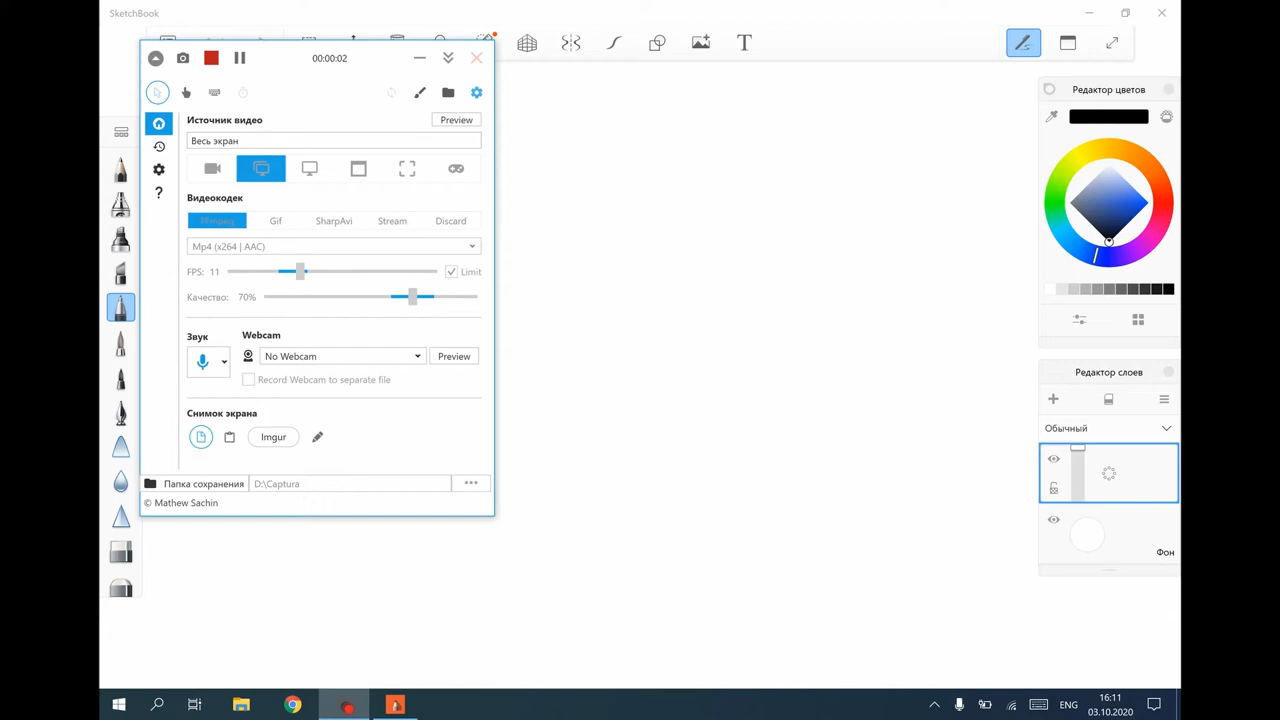 SketchBook
00:00:02
Источник видео
Preview
Весь экран
Видеокодек
FFmpeg Gif SharpAvi Stream Discard
Mp4 (x264 | AAC)
FPS: 11
Limit
Качество: 70%
Звук
Webcam
No Webcam
Preview
Record Webcam to separate file
Снимок экрана
Imgur
Папка сохранения
D:\Captura
© Mathew Sachin
T
Редактор цветов
Редактор слоев
Обычный
Фон
ENG
16:11
03.10.2020